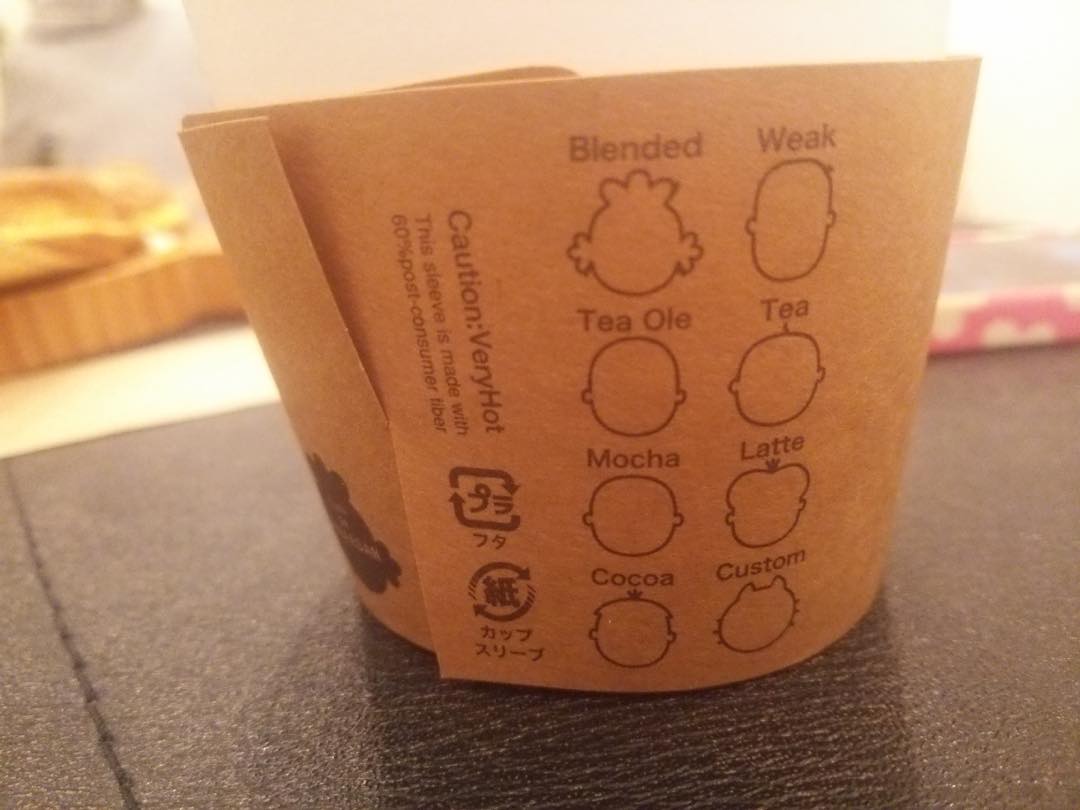 Blended
Weak
Tea Ole
Tea
Mocha
Latte
Cocoa
Custom
Caution:VeryHot
This sleeve is made with
60%post-consumer fiber
プラ
フタ
紙
カップ
スリーブ